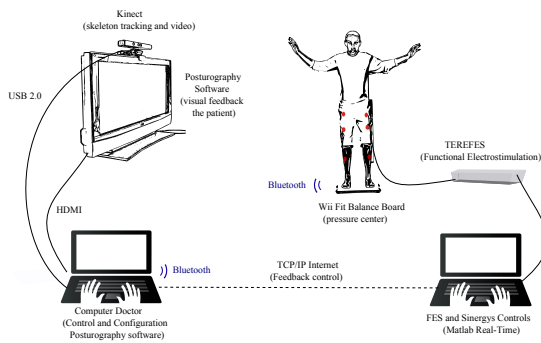 Kinect
(skeleton tracking and video)
USB 2.0
Posturography
Software
(visual feedback
the patient)
TEREFES
(Functional Electrostimulation)
Bluetooth
Wii Fit Balance Board
(pressure center)
HDMI
Bluetooth
TCP/IP Internet
(Feedback control)
Computer Doctor
(Control and Configuration
Posturography software)
FES and Sinergys Controls
(Matlab Real-Time)